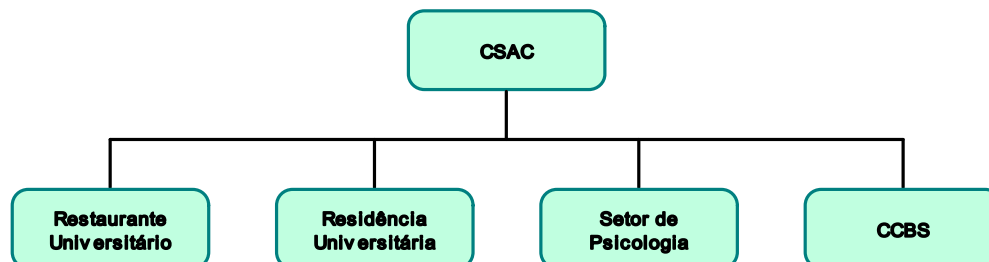 CSAC
Restaurante
Universitário
Residência
Universitária
Setor de
Psicologia
CCBS